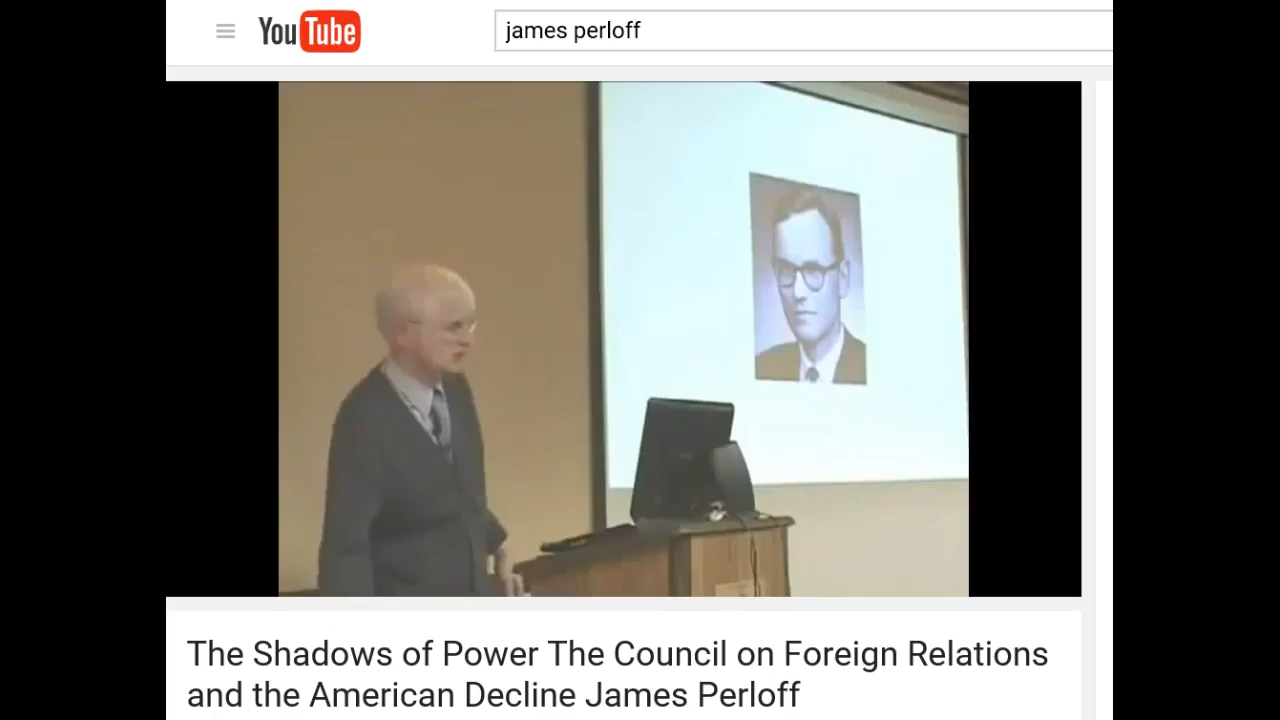 YouTube
james perloff
The Shadows of Power The Council on Foreign Relations
and the American Decline James Perloff